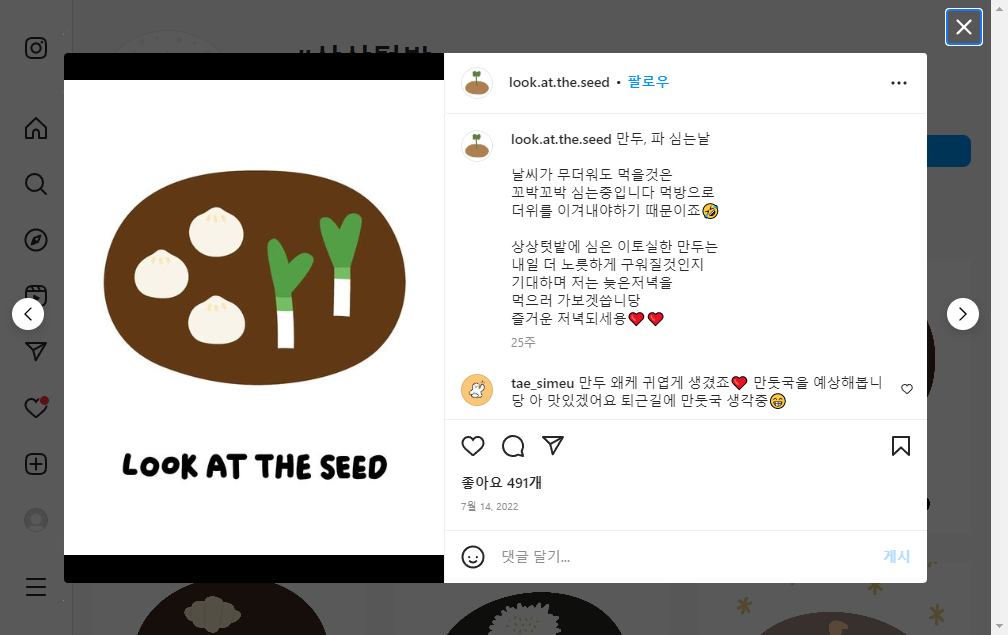 look.at.the.seed • 팔로우
look.at.the.seed 만두, 파 심는날
날씨가 무더워도 먹을것은
꼬박꼬박 심는중입니다 먹방으로
더위를 이겨내야하기 때문이죠🤣
상상텃밭에 심은 이토실한 만두는
내일 더 노릇하게 구워질것인지
기대하며 저는 늦은저녁을
먹으러 가보겟씁니당
즐거운 저녁되세용❤️❤️
25주
tae_simeu 만두 왜케 귀엽게 생겼죠❤️ 만둣국을 예상해봅니
당 아 맛있겠어요 퇴근길에 만둣국 생각중😁
LOOK AT THE SEED
좋아요 491개
7월 14, 2022
댓글 달기...
게시